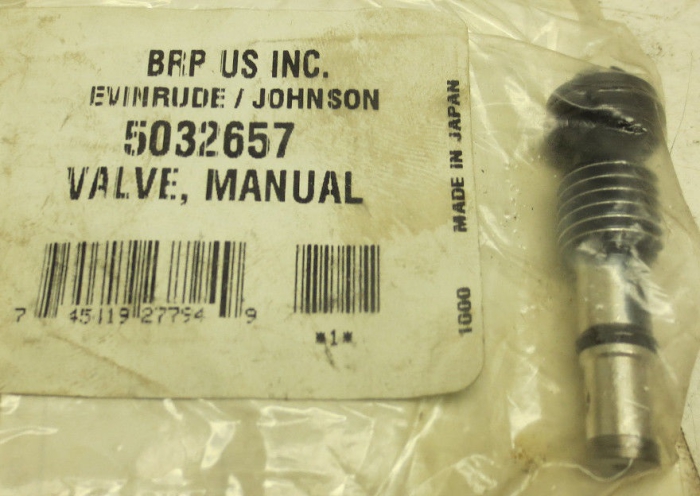 BRP US INC.
EVINRUDE / JOHNSON
5032657
VALVE, MANUAL
7 45119 27794 9
*1*
MADE IN JAPAN
1000